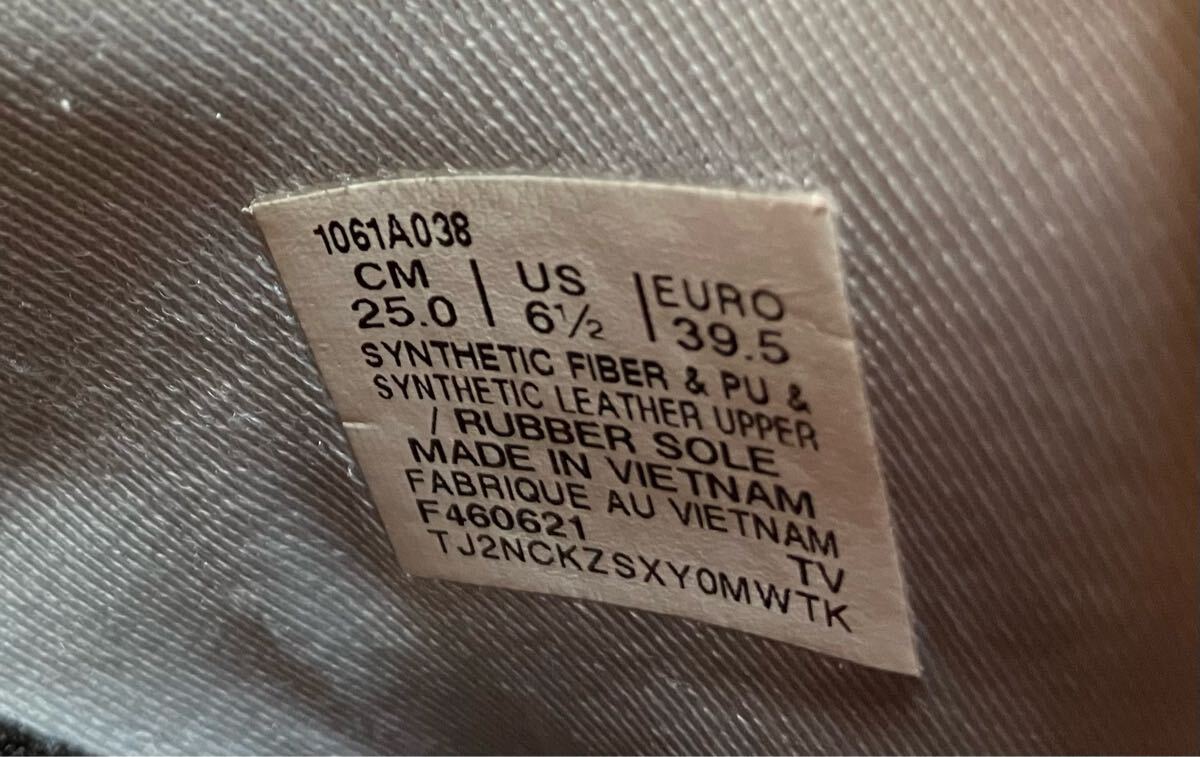 1061A038
CM | US | EURO
25.0 | 6½ | 39.5
SYNTHETIC FIBER & PU &
SYNTHETIC LEATHER UPPER
/ RUBBER SOLE
MADE IN VIETNAM
FABRIQUE AU VIETNAM
F460621 TV
TJ2NCKZSXY0MWTK